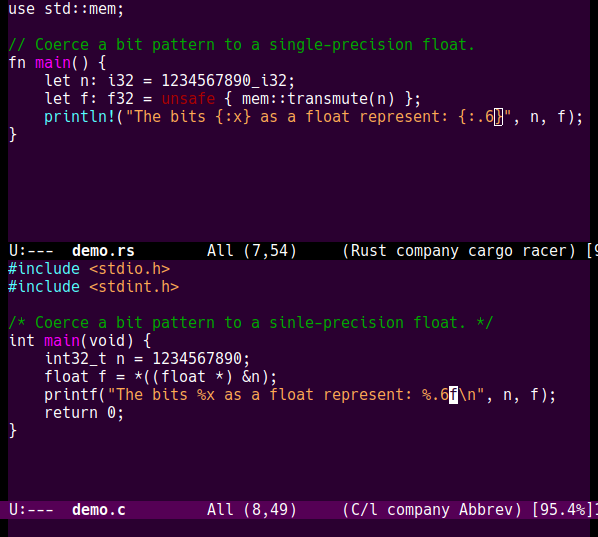 use std::mem;
// Coerce a bit pattern to a single-precision float.
fn main() {
    let n: i32 = 1234567890_i32;
    let f: f32 = unsafe { mem::transmute(n) };
    println!("The bits {:x} as a float represent: {:.6}", n, f);
}
U:---  demo.rs        All (7,54)     (Rust company cargo racer) [9
#include <stdio.h>
#include <stdint.h>
/* Coerce a bit pattern to a sinle-precision float. */
int main(void) {
    int32_t n = 1234567890;
    float f = *((float *) &n);
    printf("The bits %x as a float represent: %.6f\n", n, f);
    return 0;
}
U:---  demo.c         All (8,49)     (C/l company Abbrev) [95.4%]1